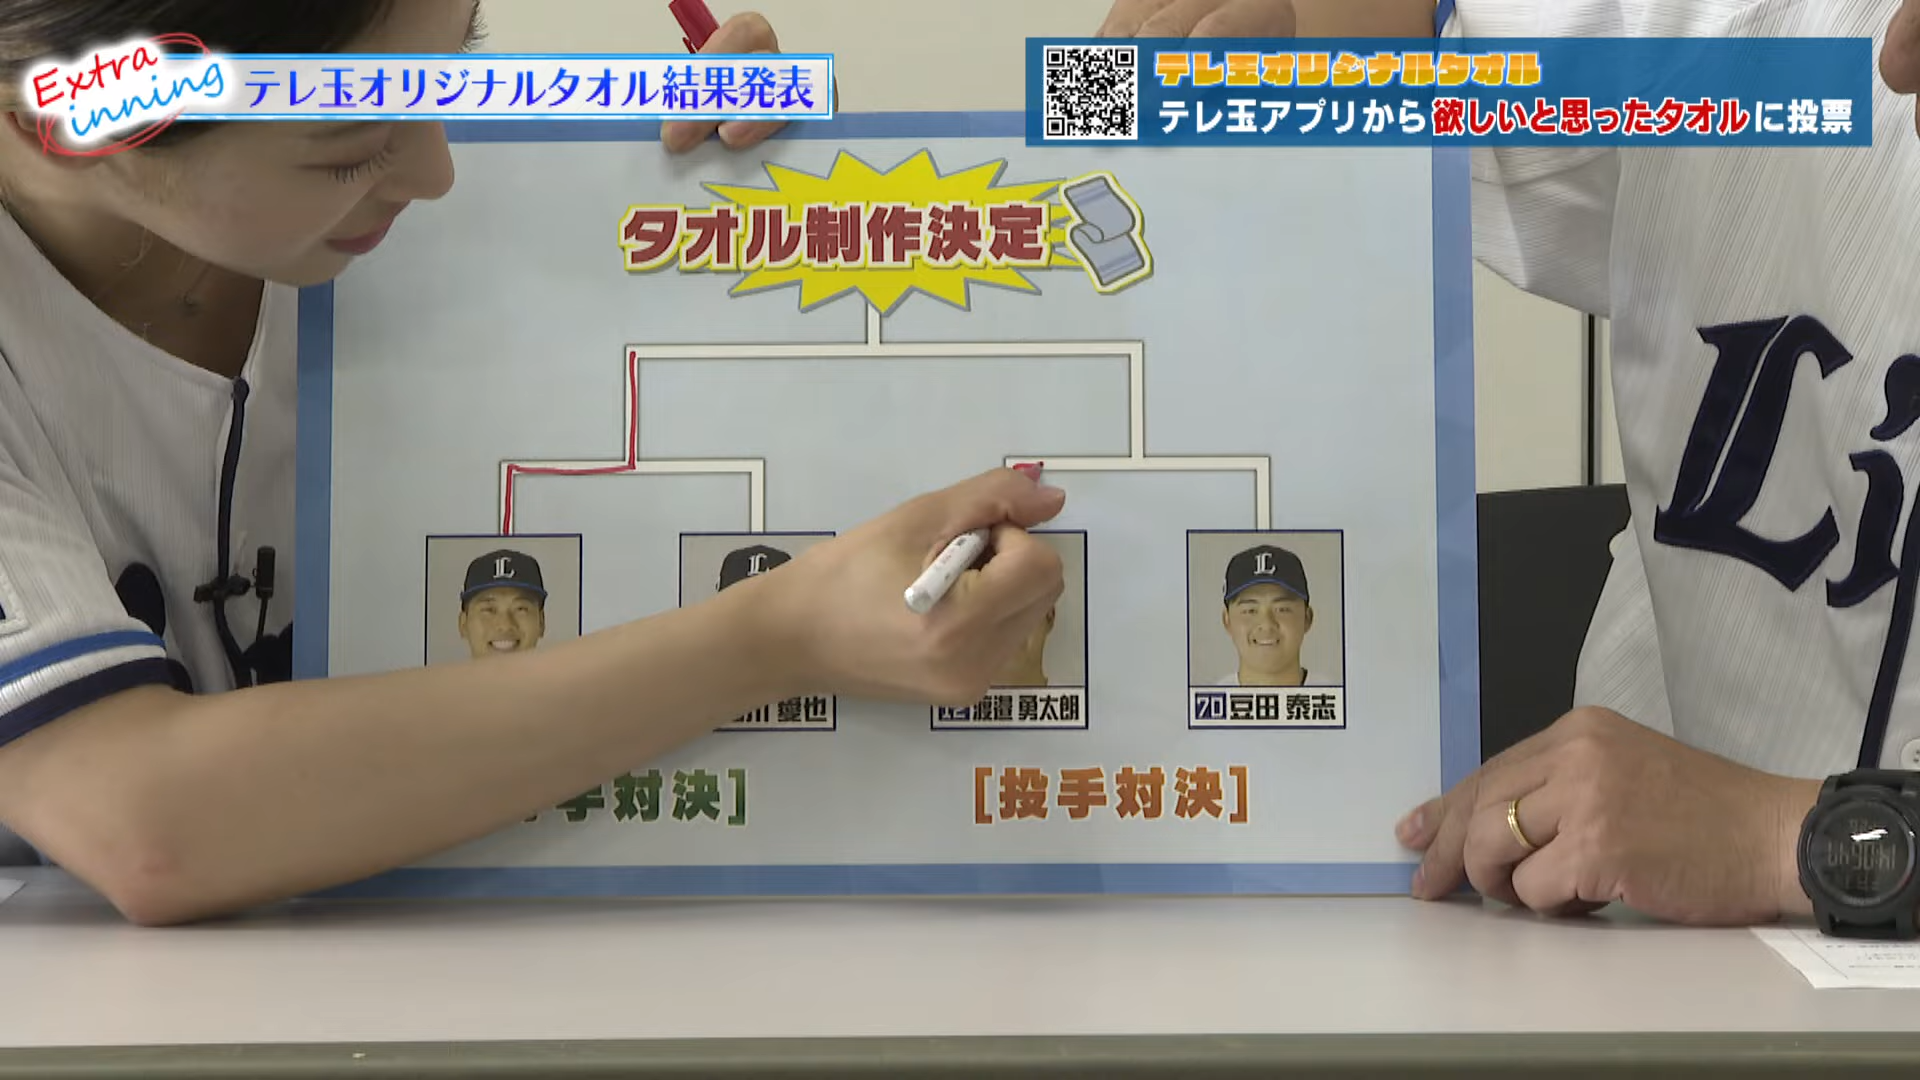 Extra
inning
テレ玉オリジナルタオル結果発表
テレ玉オリジナルタオル
テレ玉アプリから欲しいと思ったタオルに投票
タオル制作決定
愛也
渡邉 勇太朗
70 豆田 泰志
手対決]
[投手対決]